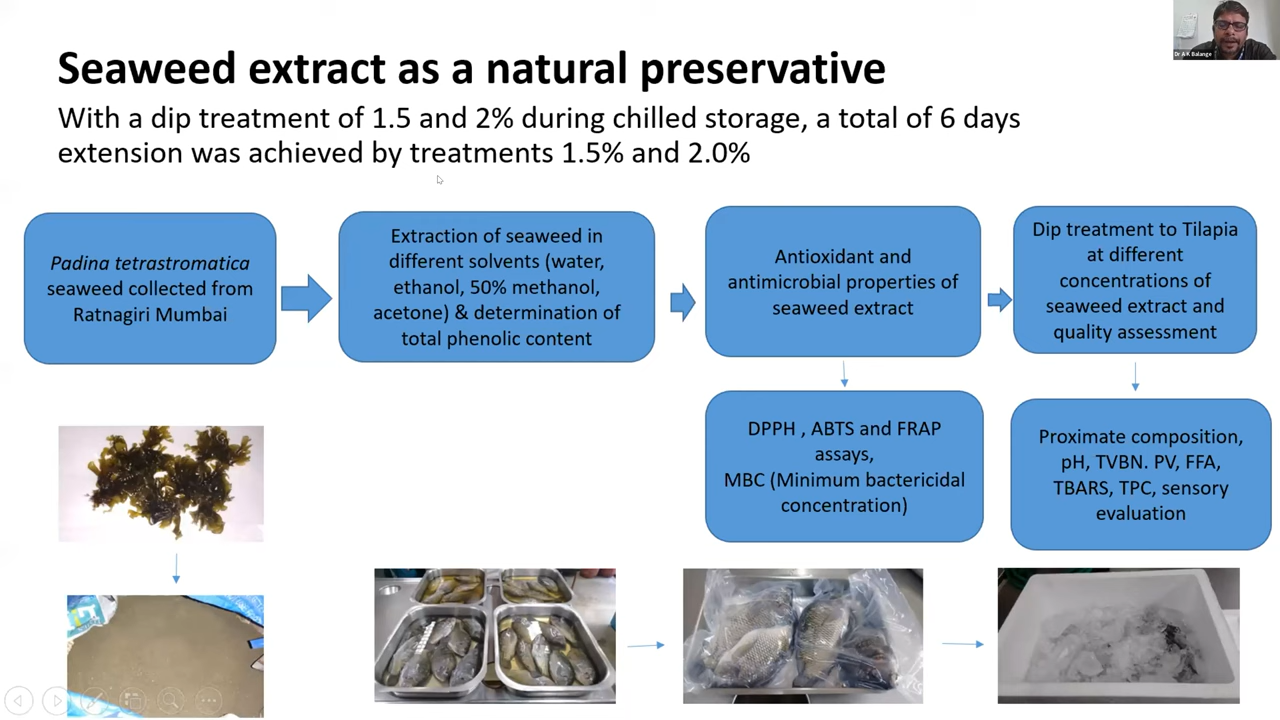 Seaweed extract as a natural preservative
With a dip treatment of 1.5 and 2% during chilled storage, a total of 6 days
extension was achieved by treatments 1.5% and 2.0%
Padina tetrastromatica
seaweed collected from
Ratnagiri Mumbai
Extraction of seaweed in
different solvents (water,
ethanol, 50% methanol,
acetone) & determination of
total phenolic content
Antioxidant and
antimicrobial properties of
seaweed extract
Dip treatment to Tilapia
at different
concentrations of
seaweed extract and
quality assessment
DPPH , ABTS and FRAP
assays,
MBC (Minimum bactericidal
concentration)
Proximate composition,
pH, TVBN. PV, FFA,
TBARS, TPC, sensory
evaluation
Dr A K Balange